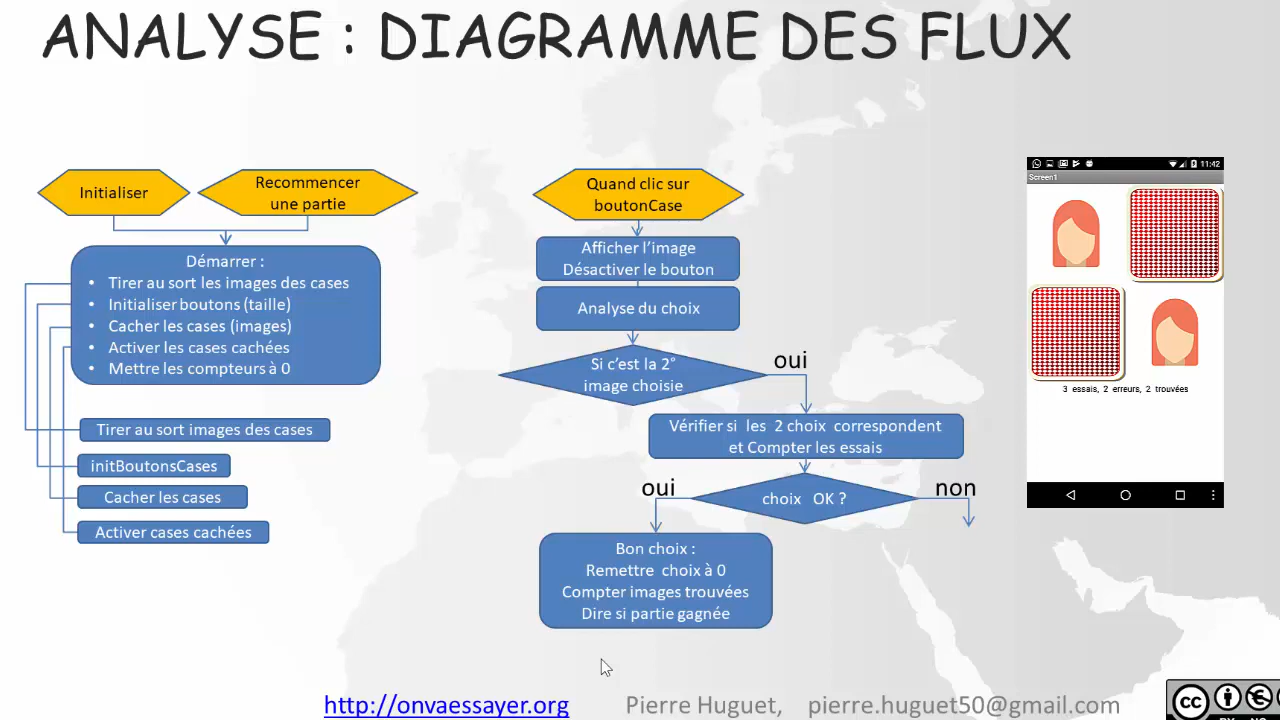 ANALYSE : DIAGRAMME DES FLUX
Initialiser
Recommencer
une partie
Démarrer :
• Tirer au sort les images des cases
• Initialiser boutons (taille)
• Cacher les cases (images)
• Activer les cases cachées
• Mettre les compteurs à 0
Tirer au sort images des cases
initBoutonsCases
Cacher les cases
Activer cases cachées
Quand clic sur
boutonCase
Afficher l'image
Désactiver le bouton
Analyse du choix
Si c'est la 2°
image choisie
oui
Vérifier si les 2 choix correspondent
et Compter les essais
choix OK ?
oui
non
Bon choix :
Remettre choix à 0
Compter images trouvées
Dire si partie gagnée
11:42
Screen1
3 essais, 2 erreurs, 2 trouvées
http://onvaessayer.org
Pierre Huguet, pierre.huguet50@gmail.com
cc